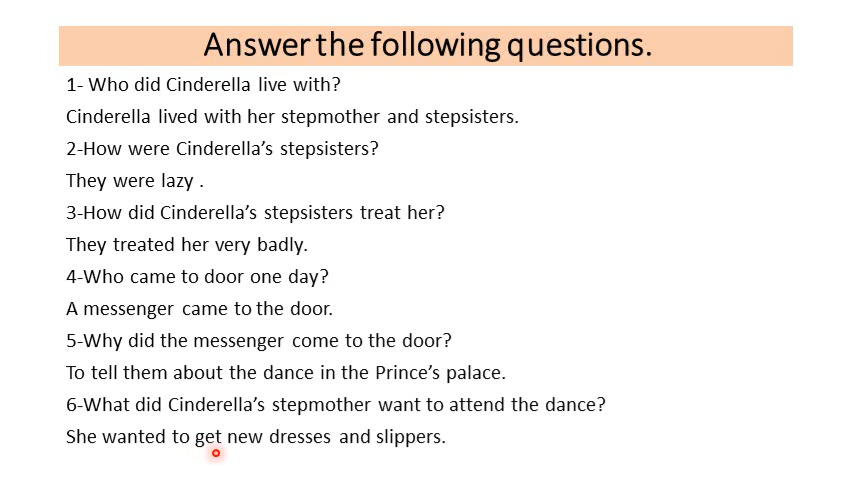 Answer the following questions.
1- Who did Cinderella live with?
Cinderella lived with her stepmother and stepsisters.
2-How were Cinderella’s stepsisters?
They were lazy .
3-How did Cinderella’s stepsisters treat her?
They treated her very badly.
4-Who came to door one day?
A messenger came to the door.
5-Why did the messenger come to the door?
To tell them about the dance in the Prince’s palace.
6-What did Cinderella’s stepmother want to attend the dance?
She wanted to get new dresses and slippers.